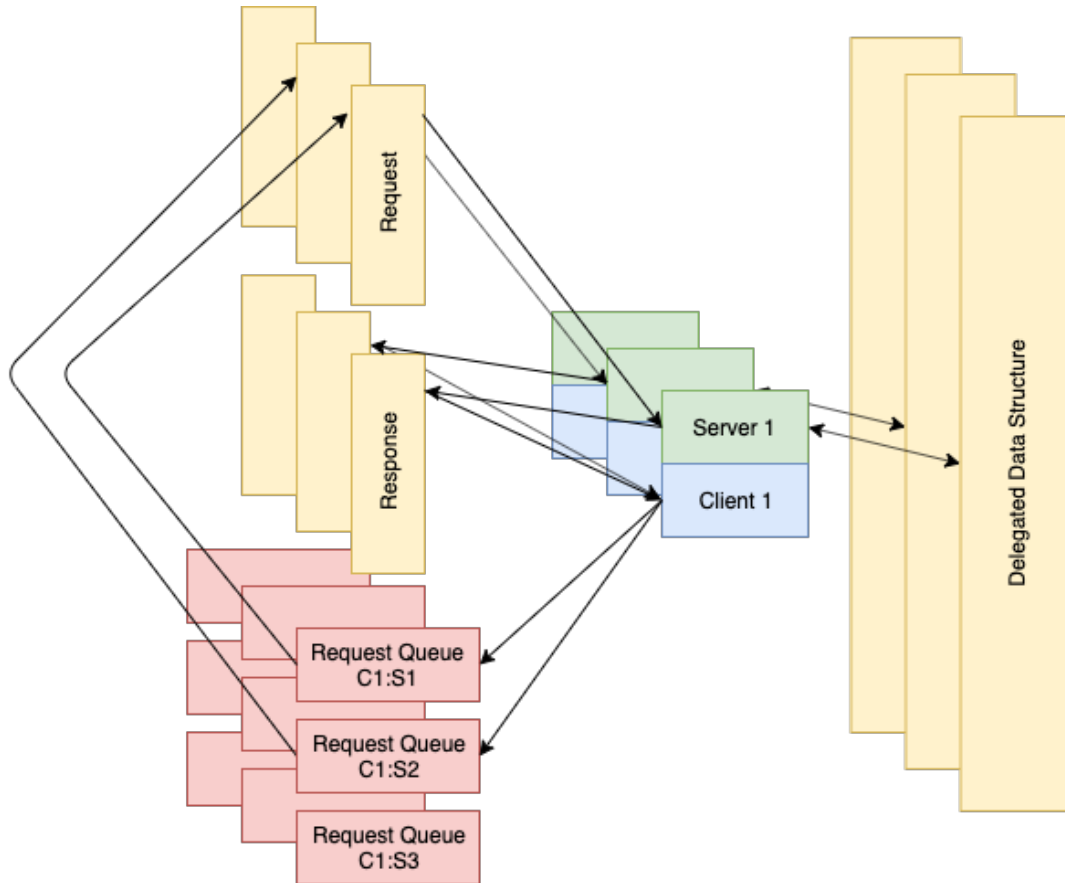 Request
Response
Server 1
Client 1
Delegated Data Structure
Request Queue
C1:S1
Request Queue
C1:S2
Request Queue
C1:S3